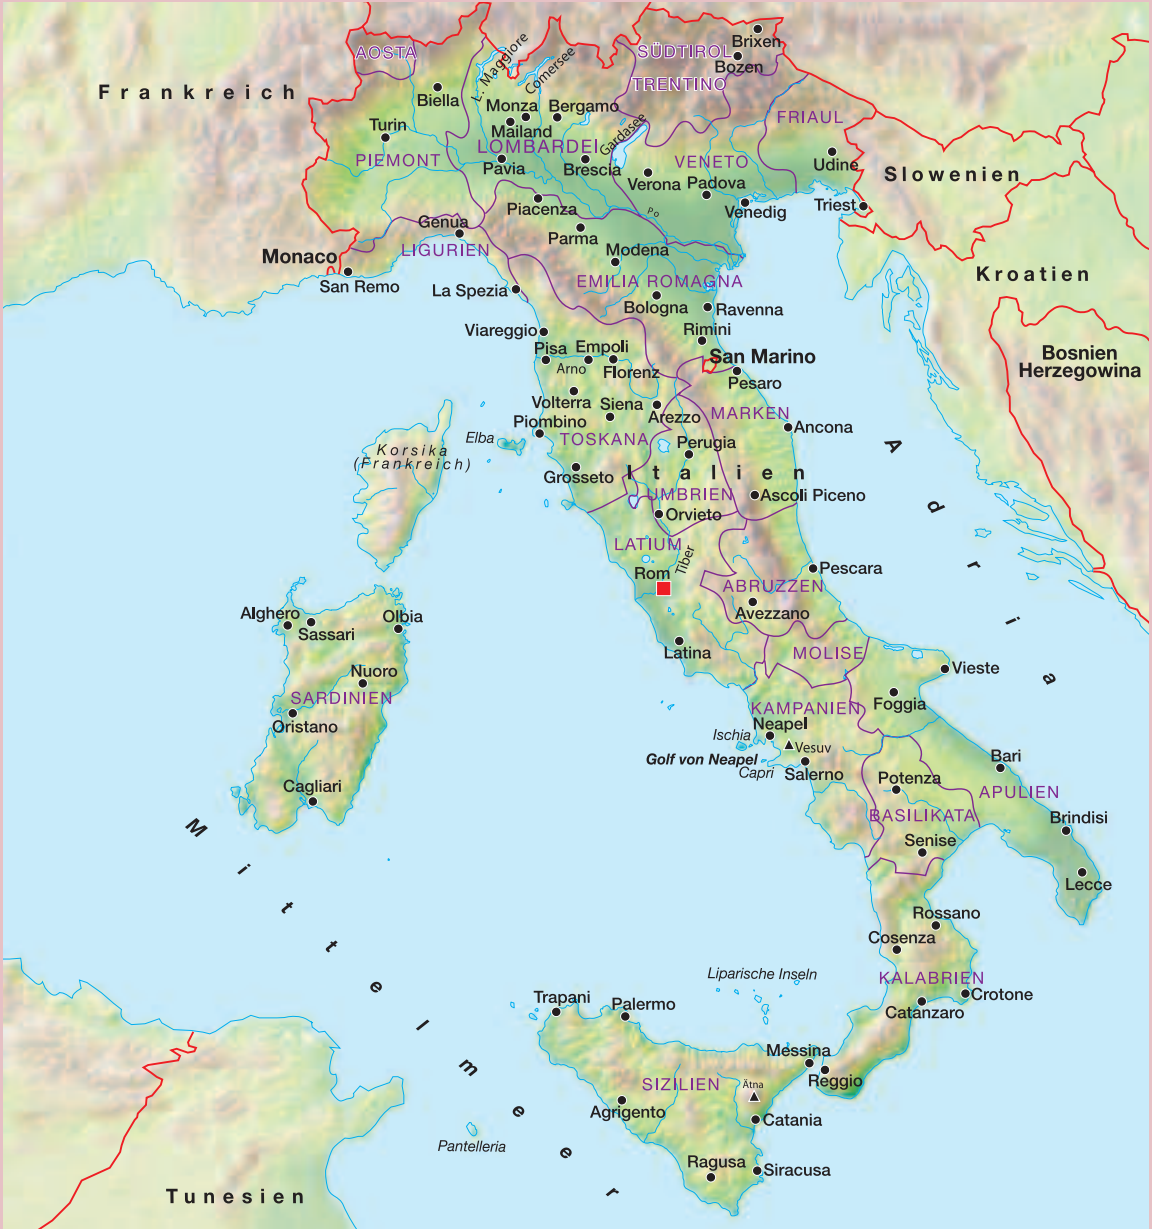 Brixen
SÜDTIROL
Bozen
AOSTA
L. Maggiore
Comersee
TRENTINO
Frankreich
Biella
Monza
Bergamo
Gardasee
FRIAUL
Turin
Mailand
LOMBARDEI
PIEMONT
Pavia
Brescia
VENETO
Udine
Slowenien
Verona
Padova
Piacenza
Po
Venedig
Triest
Genua
Parma
LIGURIEN
Modena
Monaco
San Remo
Kroatien
EMILIA ROMAGNA
La Spezia
Bologna
Ravenna
Viareggio
Rimini
Pisa
Empoli
San Marino
Bosnien
Herzegowina
Arno
Florenz
Pesaro
Volterra
Siena
Arezzo
MARKEN
Piombino
Ancona
Elba
TOSKANA
Perugia
Korsika
(Frankreich)
Grosseto
Italien
UMBRIEN
Ascoli Piceno
Orvieto
Adria
LATIUM
Tiber
Rom
Pescara
ABRUZZEN
Avezzano
Alghero
Sassari
Olbia
Latina
MOLISE
Vieste
Nuoro
SARDINIEN
Foggia
KAMPANIEN
Oristano
Neapel
Ischia
Vesuv
Golf von Neapel
Capri
Salerno
Bari
Potenza
Cagliari
APULIEN
BASILIKATA
Brindisi
Senise
Lecce
Mittelmeer
Rossano
Cosenza
Liparische Inseln
KALABRIEN
Crotone
Trapani
Palermo
Catanzaro
Messina
Reggio
SIZILIEN
Ätna
Agrigento
Catania
Pantelleria
Ragusa
Siracusa
Tunesien